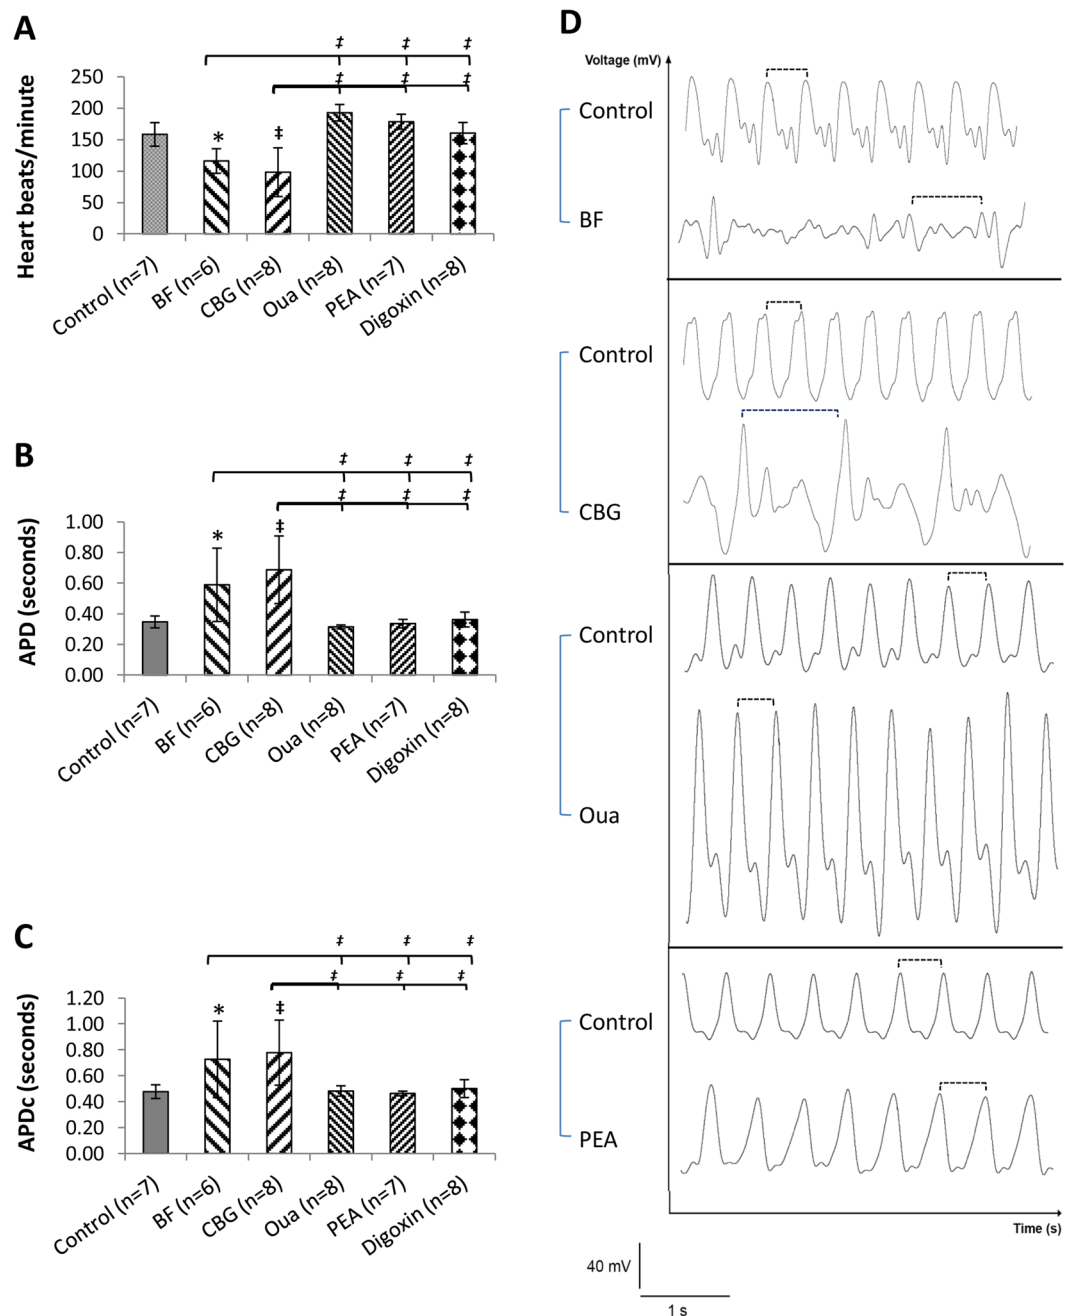 A
‡ ‡ ‡
‡ ‡ ‡
Heart beats/minute
250
200
150
100
50
0
* ‡
Control (n=7)
BF (n=6)
CBG (n=8)
Oua (n=8)
PEA (n=7)
Digoxin (n=8)
B
‡ ‡ ‡
‡ ‡ ‡
APD (seconds)
1.00
0.80
0.60
0.40
0.20
0.00
* ‡
Control (n=7)
BF (n=6)
CBG (n=8)
Oua (n=8)
PEA (n=7)
Digoxin (n=8)
C
‡ ‡ ‡
‡ ‡ ‡
APDc (seconds)
1.20
1.00
0.80
0.60
0.40
0.20
0.00
* ‡
Control (n=7)
BF (n=6)
CBG (n=8)
Oua (n=8)
PEA (n=7)
Digoxin (n=8)
D
Voltage (mV)
Control
BF
Control
CBG
Control
Oua
Control
PEA
Time (s)
40 mV
1 s